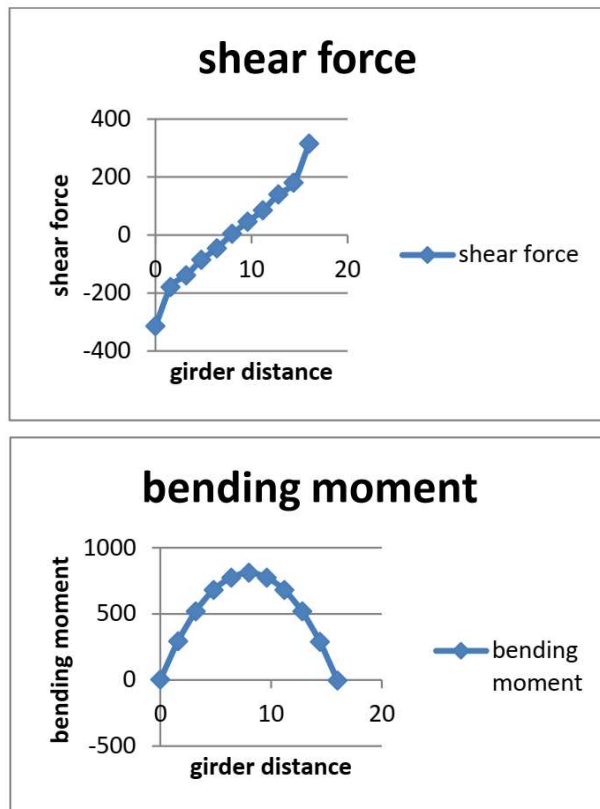 shear force
400
200
0
-200
-400
0
10
20
shear force
girder distance
shear force
bending moment
1000
500
0
-500
0
10
20
bending moment
girder distance
bending
moment